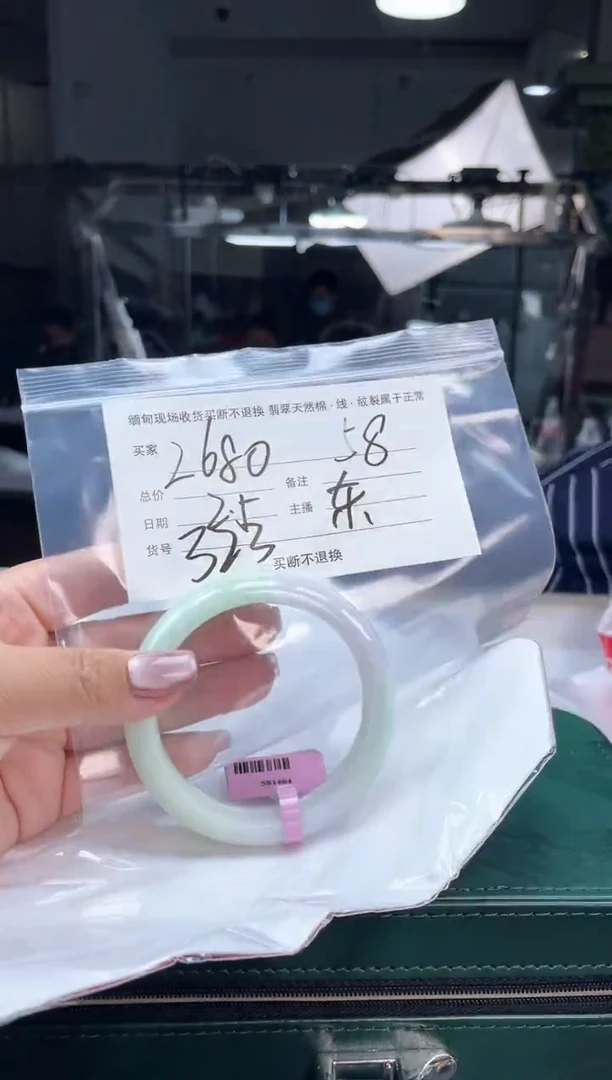 缅甸现场收货买断不退换 翡翠天然棉·线·纹裂属于正常
买家 2680 58
总价 备注
日期 25 主播 东
货号 323
买断不退换